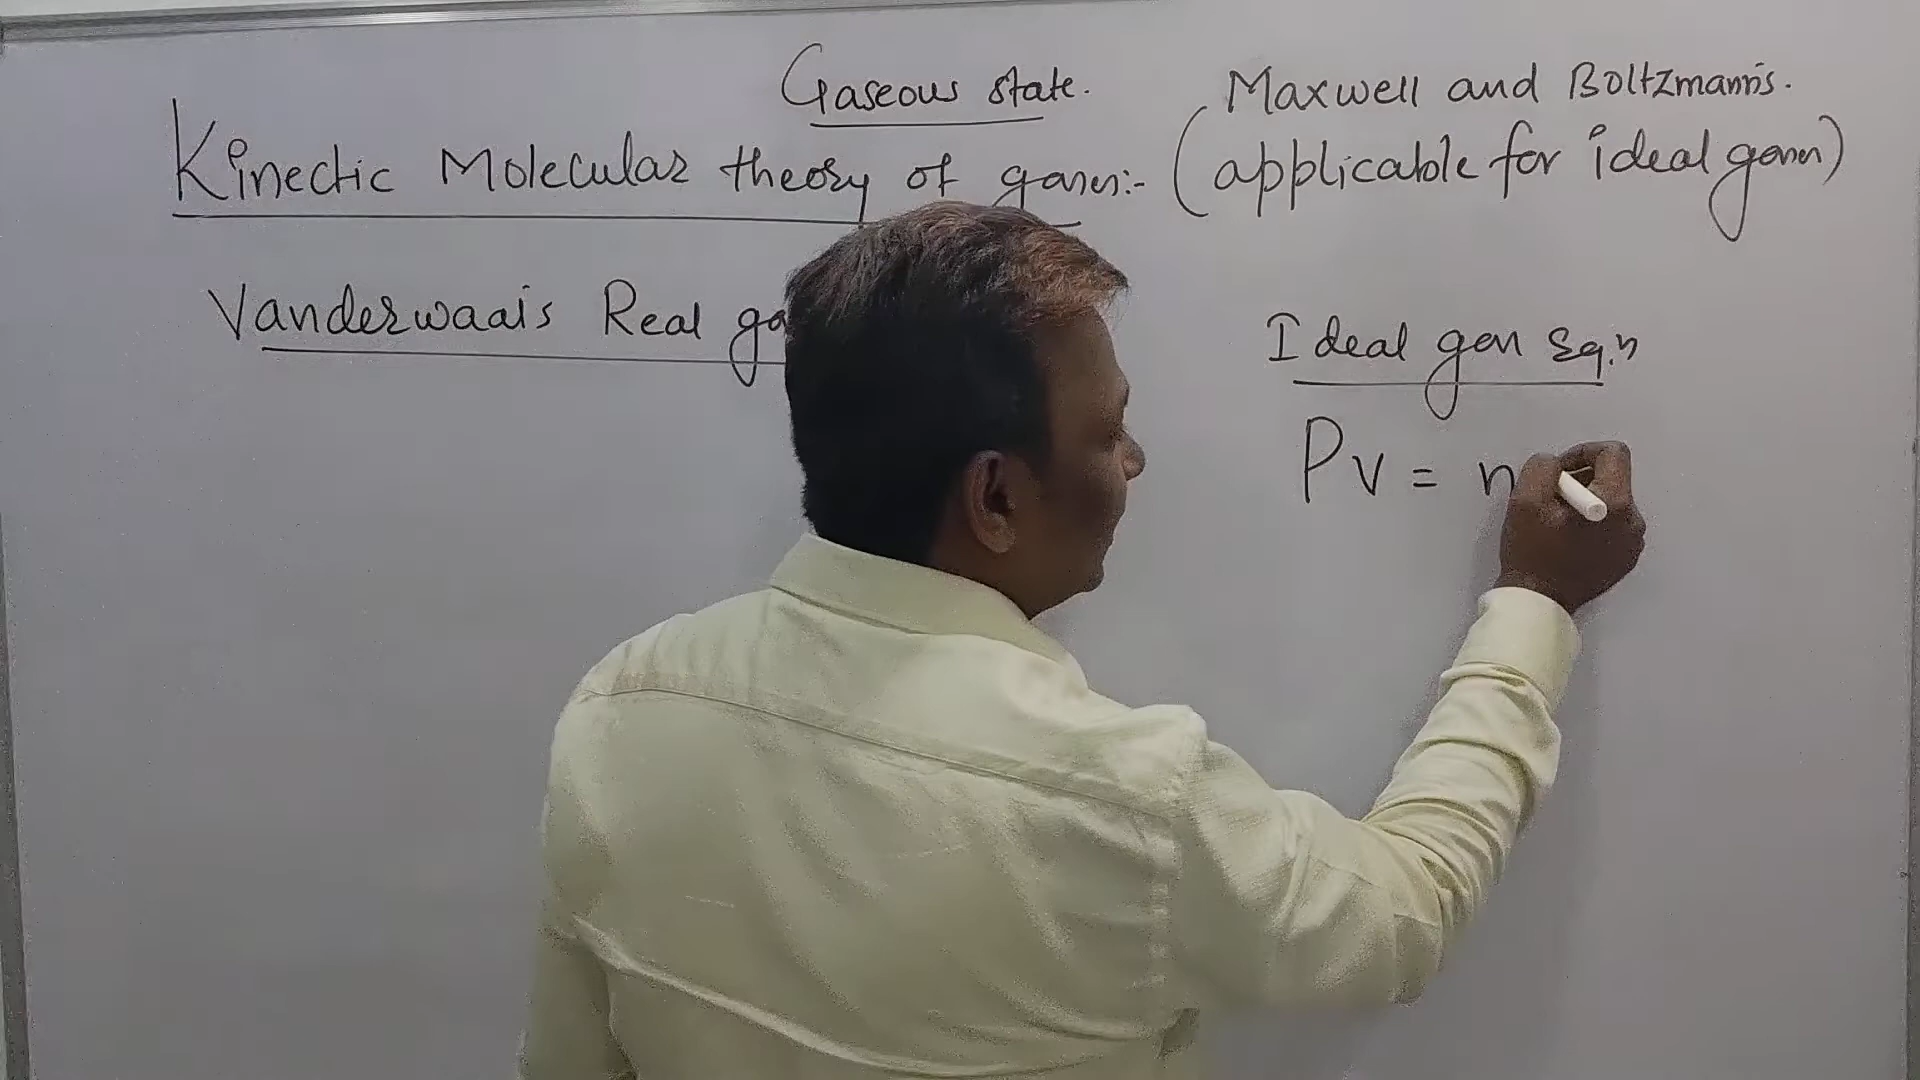 Gaseous state.
Maxwell and Boltzmann's.
Kinectic Molecular theory of gases:- (applicable for ideal gases)
Vanderwaals Real ga
Ideal gas Eq.n
PV = n